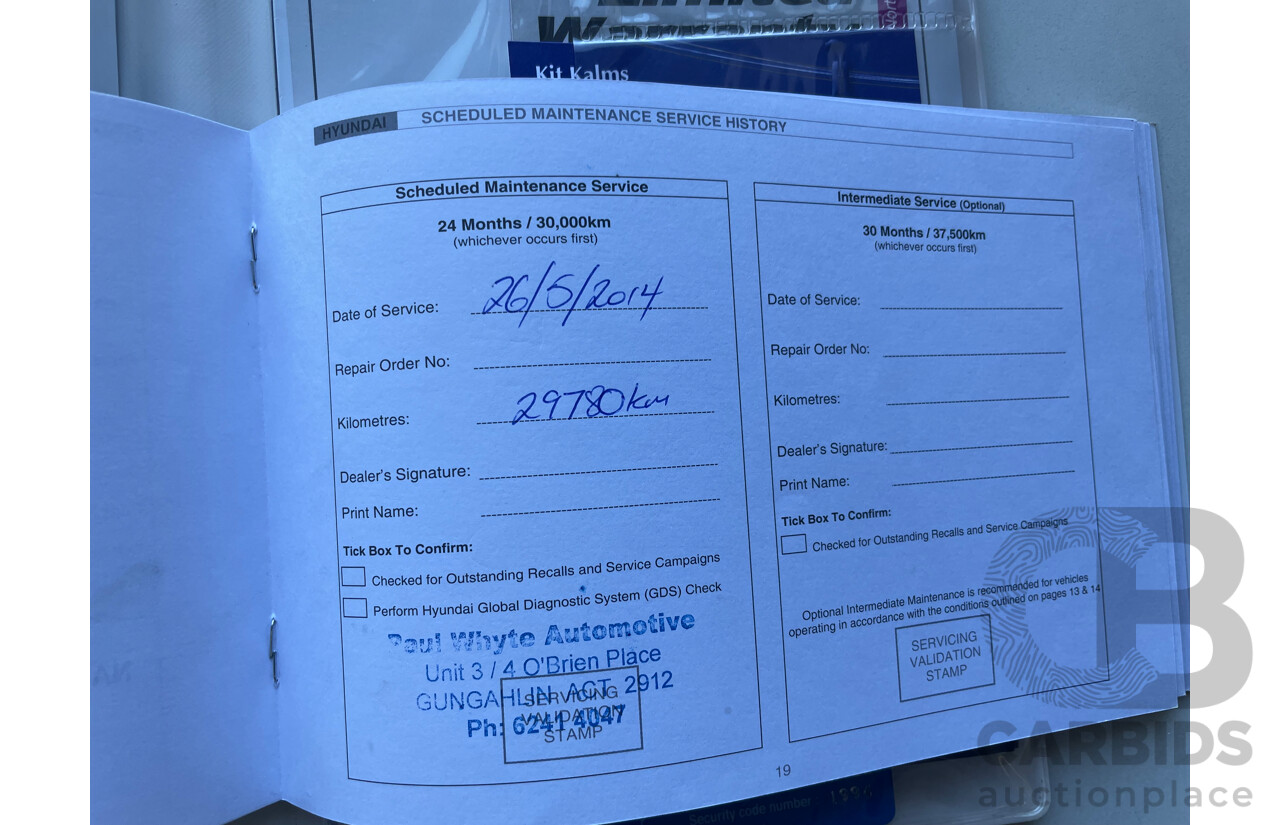 Limited
Warranty
Kit Kalms
HYUNDAI
SCHEDULED MAINTENANCE SERVICE HISTORY
Scheduled Maintenance Service
24 Months / 30,000km
(whichever occurs first)
Date of Service: 26/5/2014
Repair Order No:
Kilometres: 29780km
Dealer's Signature:
Print Name:
Tick Box To Confirm:
Checked for Outstanding Recalls and Service Campaigns
Perform Hyundai Global Diagnostic System (GDS) Check
Paul Whyte Automotive
Unit 3 / 4 O'Brien Place
GUNGAHLIN ACT 2912
Ph: 6241 4047
SERVICING
VALIDATION
STAMP
Intermediate Service (Optional)
30 Months / 37,500km
(whichever occurs first)
Date of Service:
Repair Order No:
Kilometres:
Dealer's Signature:
Print Name:
Tick Box To Confirm:
Checked for Outstanding Recalls and Service Campaigns
Optional Intermediate Maintenance is recommended for vehicles
operating in accordance with the conditions outlined on pages 13 & 14
SERVICING
VALIDATION
STAMP
19
Security code number
CB
CARBIDS
auctionplace